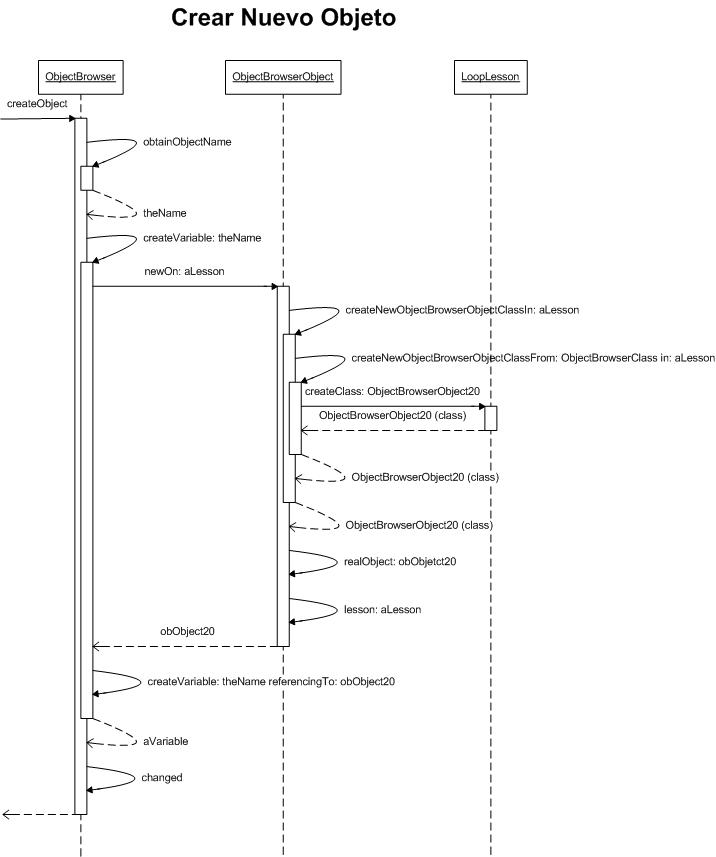 Crear Nuevo Objeto
ObjectBrowser
ObjectBrowserObject
LoopLesson
createObject
obtainObjectName
theName
createVariable: theName
newOn: aLesson
createNewObjectBrowserObjectClassIn: aLesson
createNewObjectBrowserObjectClassFrom: ObjectBrowserClass in: aLesson
createClass: ObjectBrowserObject20
ObjectBrowserObject20 (class)
ObjectBrowserObject20 (class)
ObjectBrowserObject20 (class)
realObject: obObjetct20
lesson: aLesson
obObject20
createVariable: theName referencingTo: obObject20
aVariable
changed